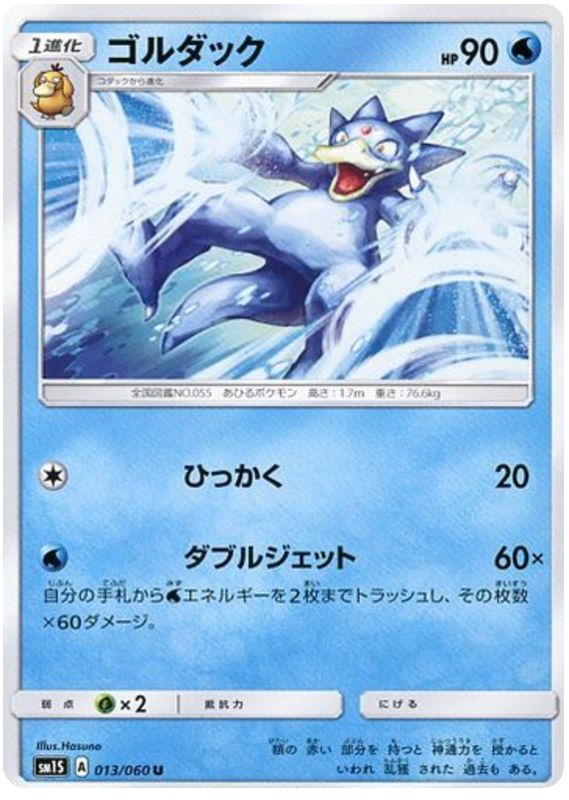 1進化 ゴルダック HP 90
コダックから進化
全国図鑑NO.055 あひるポケモン 高さ：1.7m 重さ：76.6kg
ひっかく 20
ダブルジェット 60×
自分の手札からエネルギーを2枚までトラッシュし、その枚数
×60ダメージ。
弱点 ×2 抵抗力 にげる
Illus.Hasuno
SM1S A 013/060 U
額の 赤い 部分を 持つと 神通力を 授かると
いわれ 乱獲 された 過去も ある。